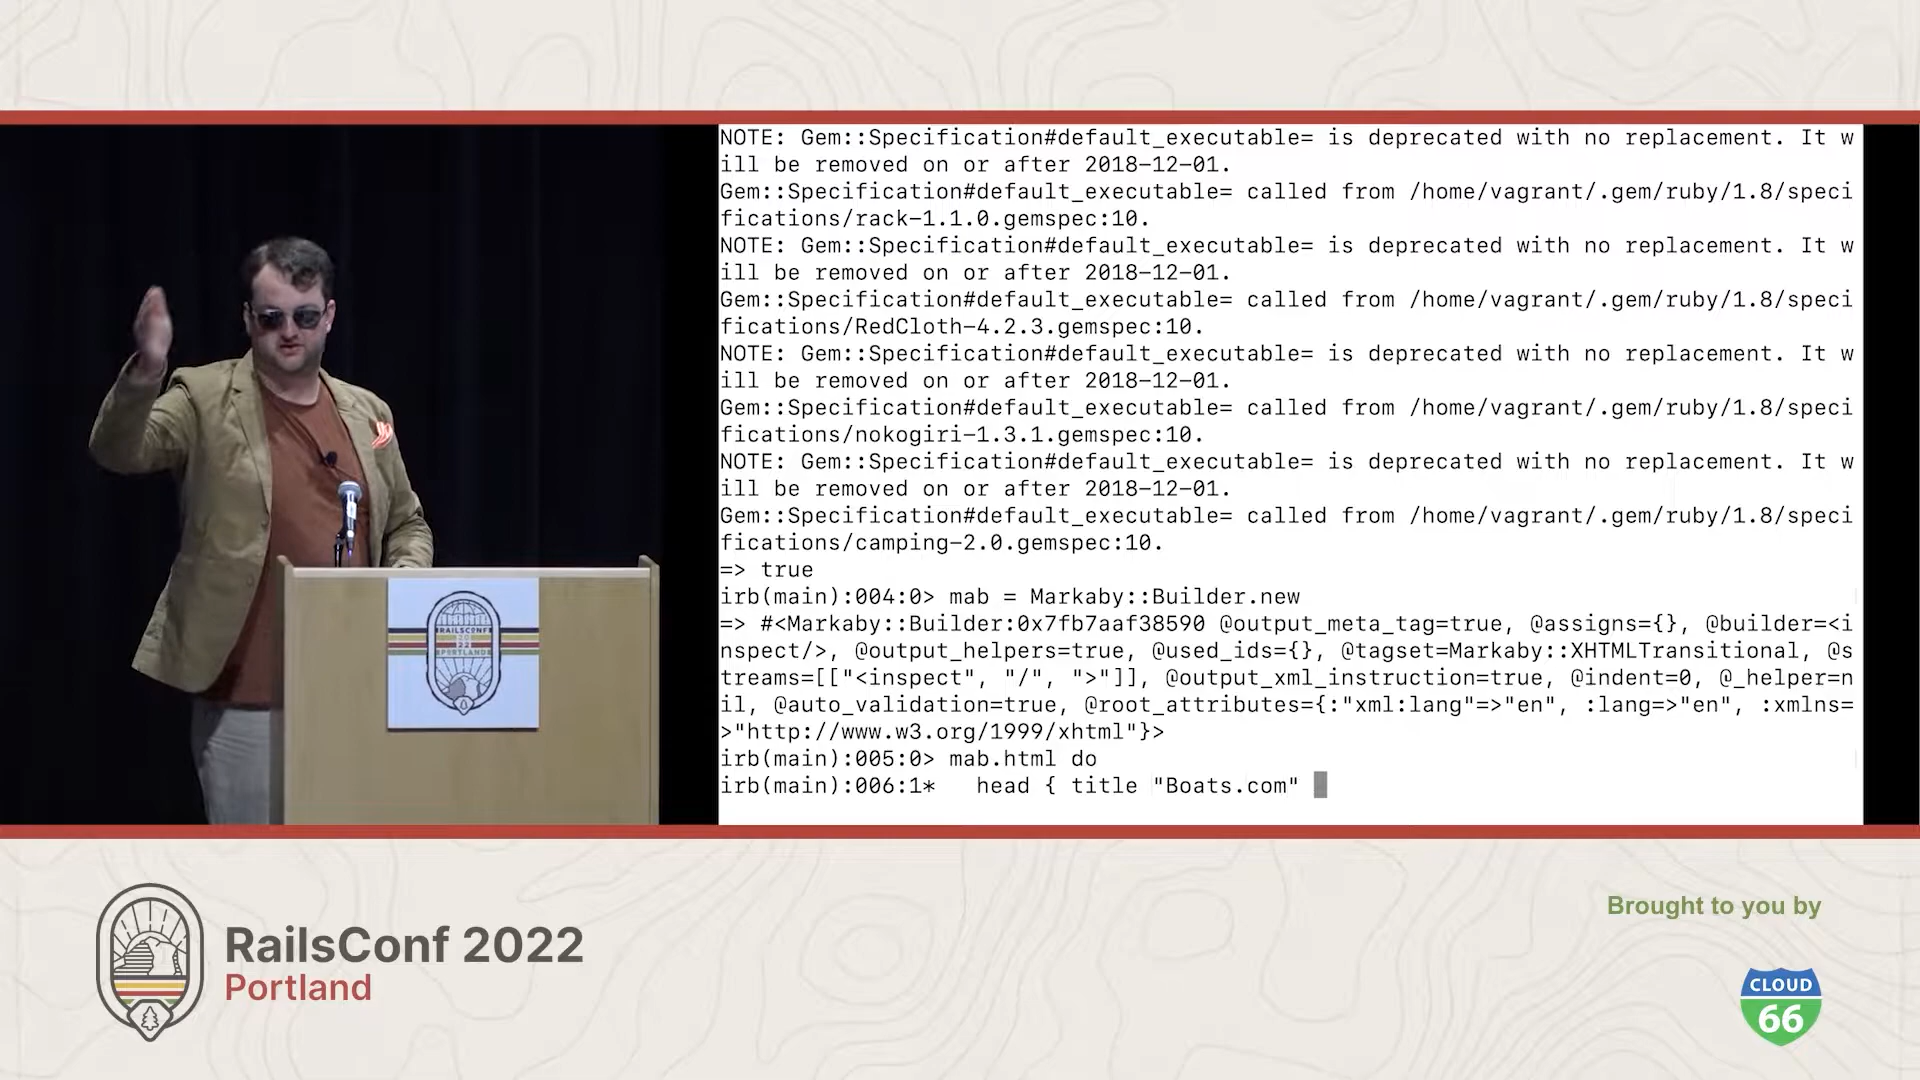 NOTE: Gem::Specification#default_executable= is deprecated with no replacement. It w
ill be removed on or after 2018-12-01.
Gem::Specification#default_executable= called from /home/vagrant/.gem/ruby/1.8/speci
fications/rack-1.1.0.gemspec:10.
NOTE: Gem::Specification#default_executable= is deprecated with no replacement. It w
ill be removed on or after 2018-12-01.
Gem::Specification#default_executable= called from /home/vagrant/.gem/ruby/1.8/speci
fications/RedCloth-4.2.3.gemspec:10.
NOTE: Gem::Specification#default_executable= is deprecated with no replacement. It w
ill be removed on or after 2018-12-01.
Gem::Specification#default_executable= called from /home/vagrant/.gem/ruby/1.8/speci
fications/nokogiri-1.3.1.gemspec:10.
NOTE: Gem::Specification#default_executable= is deprecated with no replacement. It w
ill be removed on or after 2018-12-01.
Gem::Specification#default_executable= called from /home/vagrant/.gem/ruby/1.8/speci
fications/camping-2.0.gemspec:10.
=> true
irb(main):004:0> mab = Markaby::Builder.new
=> #<Markaby::Builder:0x7fb7aaf38590 @output_meta_tag=true, @assigns={}, @builder=<i
nspect/>, @output_helpers=true, @used_ids={}, @tagset=Markaby::XHTMLTransitional, @s
treams=[["<inspect", "/", ">"]], @output_xml_instruction=true, @indent=0, @_helper=n
il, @auto_validation=true, @root_attributes={:"xml:lang"=>"en", :lang=>"en", :xmlns=
>"http://www.w3.org/1999/xhtml"}>
irb(main):005:0> mab.html do
irb(main):006:1*   head { title "Boats.com"
RAILSCONF
PORTLAND
RailsConf 2022
Portland
Brought to you by
CLOUD
66